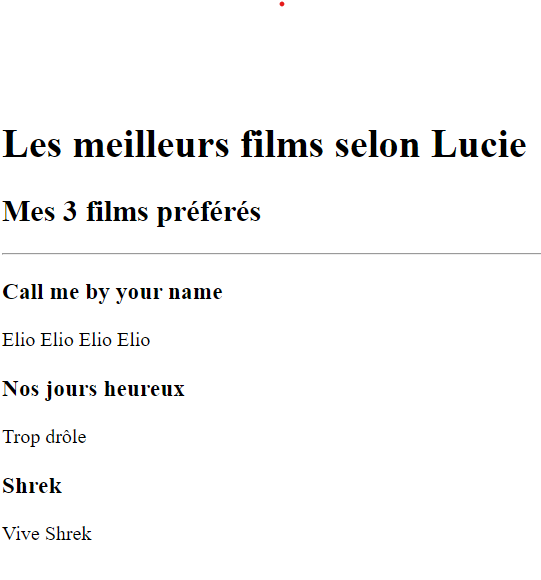 Les meilleurs films selon Lucie
Mes 3 films préférés
Call me by your name
Elio Elio Elio Elio
Nos jours heureux
Trop drôle
Shrek
Vive Shrek